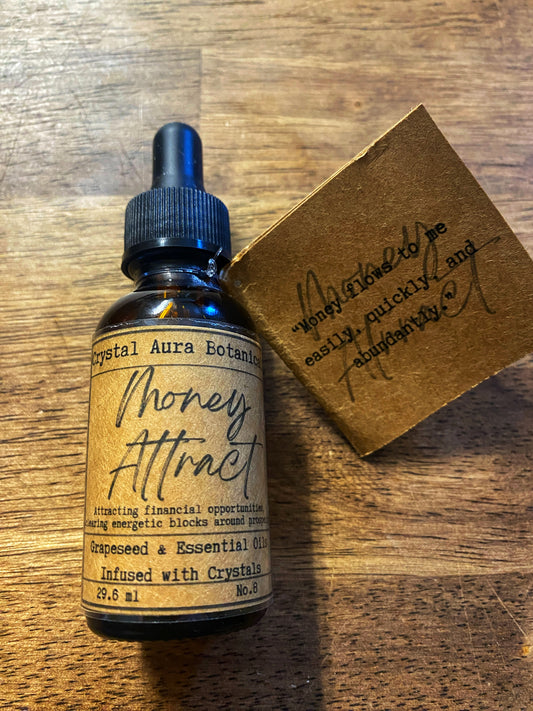 Crystal Aura Botanic
Money
Attract
Attracting financial opportunities,
learing energetic blocks around prosper
Grapeseed & Essential Oils
Infused with Crystals
29.6 ml No.8
Money
Attract
"Money flows to me
easily, quickly, and
abundantly."